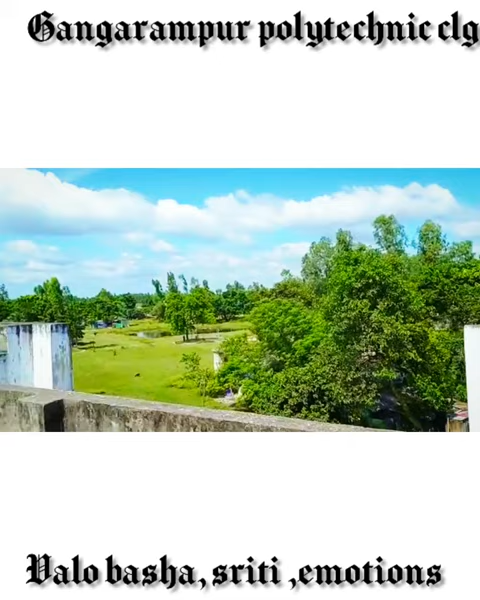 Gangarampur polytechnic clg
Valo basha, sriti ,emotions